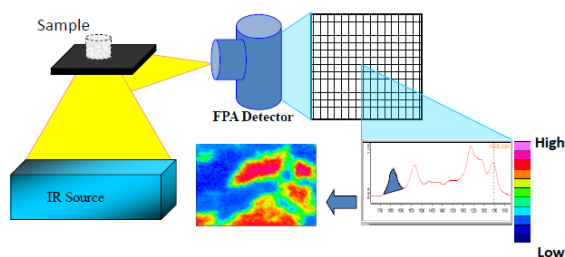 Sample
FPA Detector
IR Source
High
Low